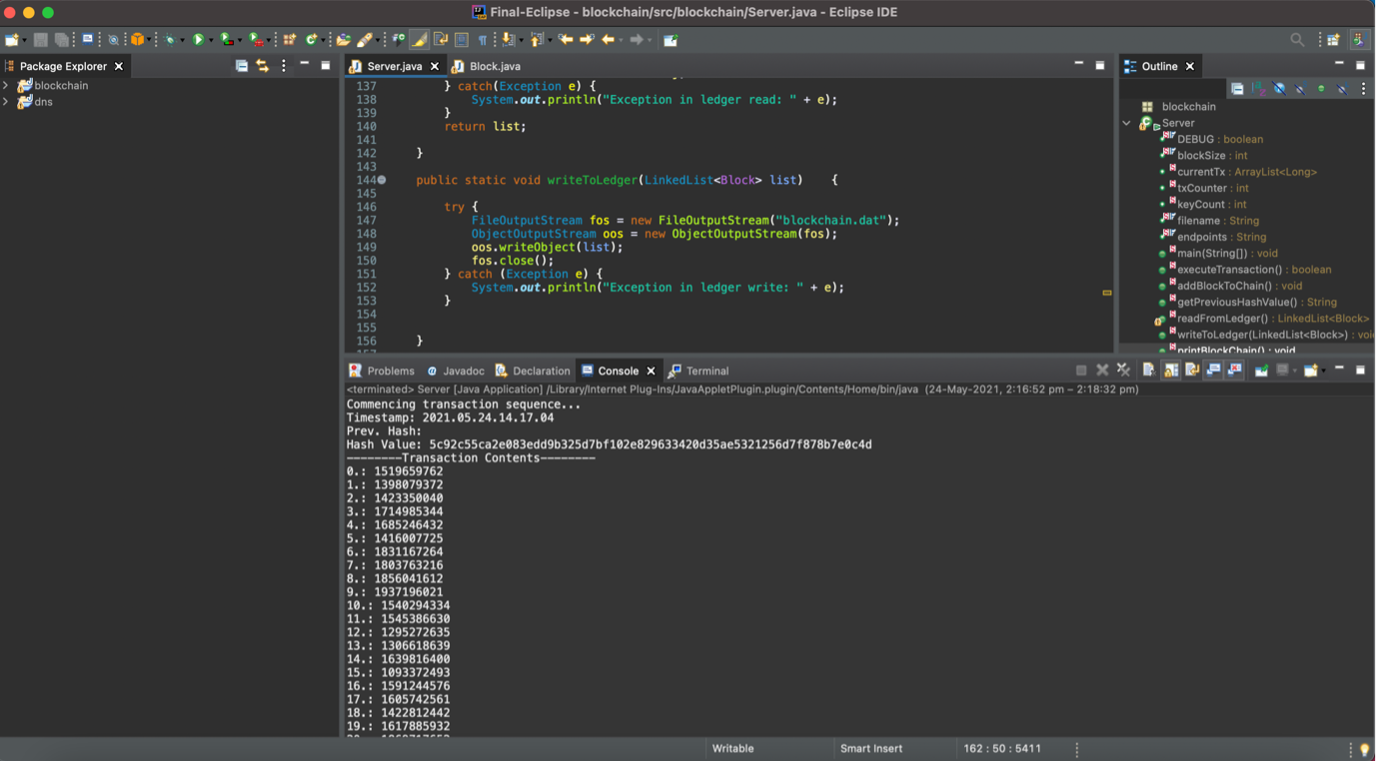 Final-Eclipse - blockchain/src/blockchain/Server.java - Eclipse IDE
Package Explorer
blockchain
dns
Server.java
Block.java
137 } catch(Exception e) {
138 System.out.println("Exception in ledger read: " + e);
139 }
140 return list;
141
142 }
143
144 public static void writeToLedger(LinkedList<Block> list) {
145
146 try {
147 FileOutputStream fos = new FileOutputStream("blockchain.dat");
148 ObjectOutputStream oos = new ObjectOutputStream(fos);
149 oos.writeObject(list);
150 fos.close();
151 } catch (Exception e) {
152 System.out.println("Exception in ledger write: " + e);
153 }
154
155
156 }
Outline
blockchain
Server
DEBUG : boolean
blockSize : int
currentTx : ArrayList<Long>
txCounter : int
keyCount : int
filename : String
endpoints : String
main(String[]) : void
executeTransaction() : boolean
addBlockToChain() : void
getPreviousHashValue() : String
readFromLedger() : LinkedList<Block>
writeToLedger(LinkedList<Block>) :
printBlockChain() : void
Problems
Javadoc
Declaration
Console
Terminal
<terminated> Server [Java Application] /Library/Internet Plug-Ins/JavaAppletPlugin.plugin/Contents/Home/bin/java (24-May-2021, 2:16:52 pm – 2:18:32 pm)
Commencing transaction sequence...
Timestamp: 2021.05.24.14.17.04
Prev. Hash:
Hash Value: 5c92c55ca2e083edd9b325d7bf102e829633420d35ae5321256d7f878b7e0c4d
--------Transaction Contents--------
0.: 1519659762
1.: 1398079372
2.: 1423350040
3.: 1714985344
4.: 1685246432
5.: 1416007725
6.: 1831167264
7.: 1803763216
8.: 1856041612
9.: 1937196021
10.: 1540294334
11.: 1545386630
12.: 1295272635
13.: 1306618639
14.: 1639816400
15.: 1093372493
16.: 1591244576
17.: 1605742561
18.: 1422812442
19.: 1617885932
Writable
Smart Insert
162 : 50 : 5411